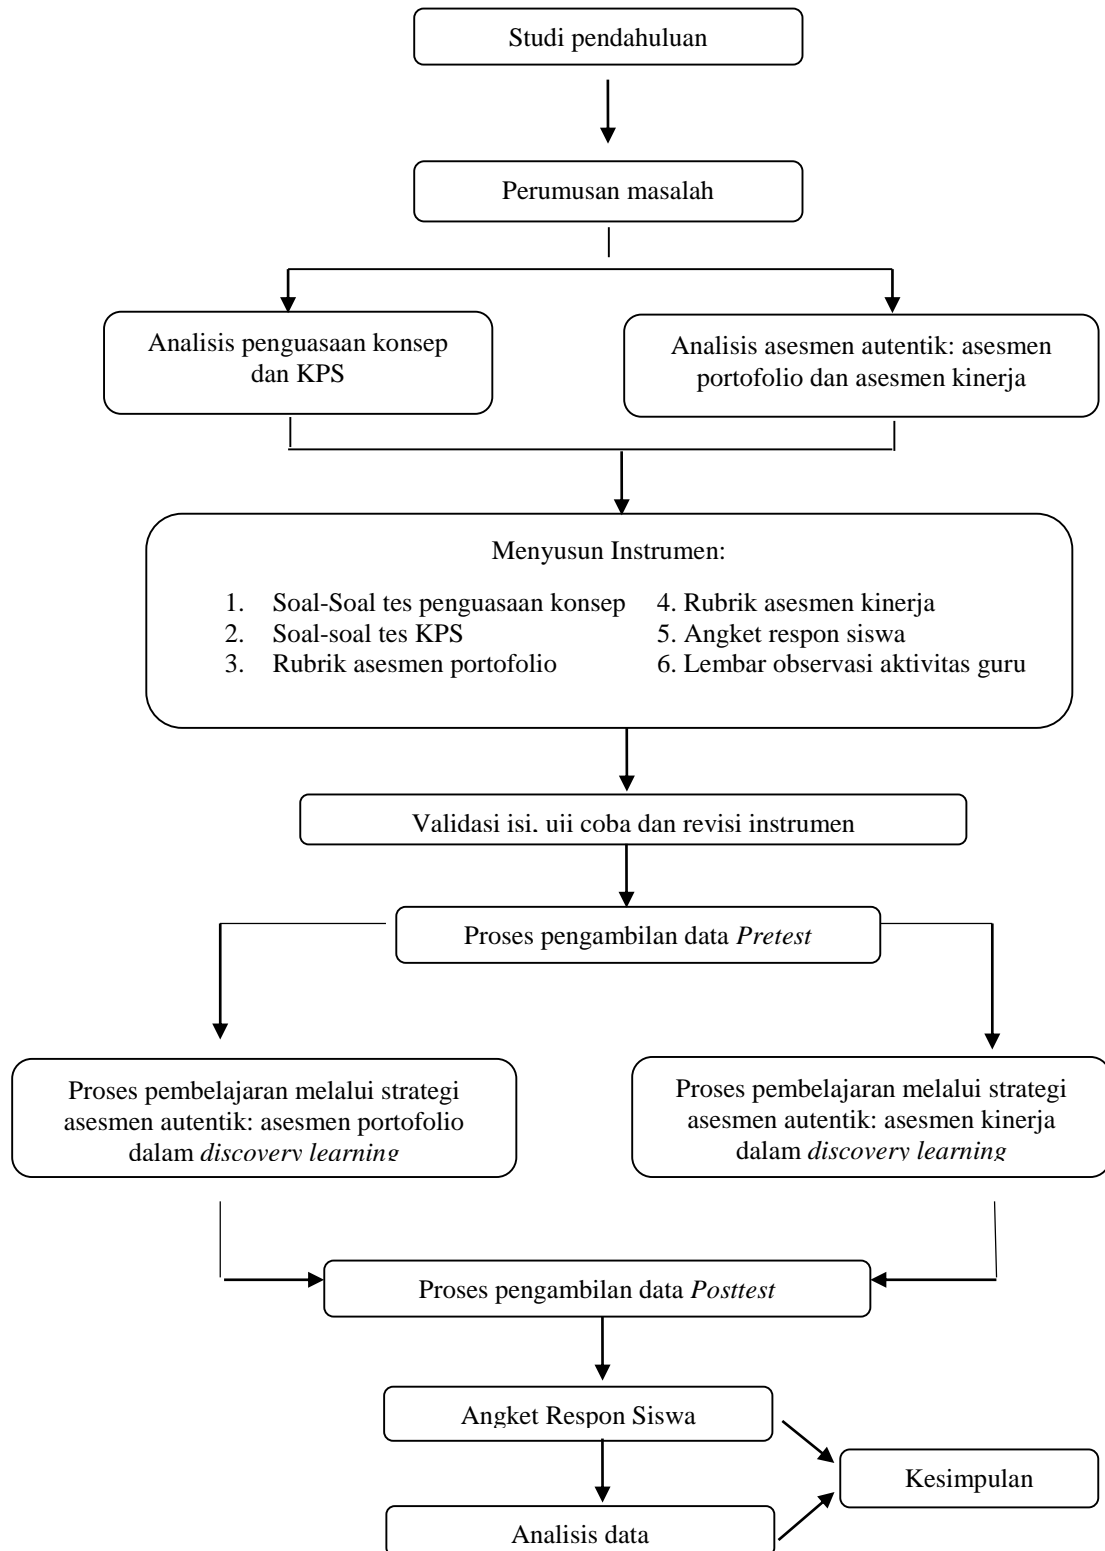 Studi pendahuluan
Perumusan masalah
Analisis penguasaan konsep
dan KPS
Analisis asesmen autentik: asesmen
portofolio dan asesmen kinerja
Menyusun Instrumen:
1. Soal-Soal tes penguasaan konsep
2. Soal-soal tes KPS
3. Rubrik asesmen portofolio
4. Rubrik asesmen kinerja
5. Angket respon siswa
6. Lembar observasi aktivitas guru
Validasi isi, uji coba dan revisi instrumen
Proses pengambilan data Pretest
Proses pembelajaran melalui strategi
asesmen autentik: asesmen portofolio
dalam discovery learning
Proses pembelajaran melalui strategi
asesmen autentik: asesmen kinerja
dalam discovery learning
Proses pengambilan data Posttest
Angket Respon Siswa
Kesimpulan
Analisis data